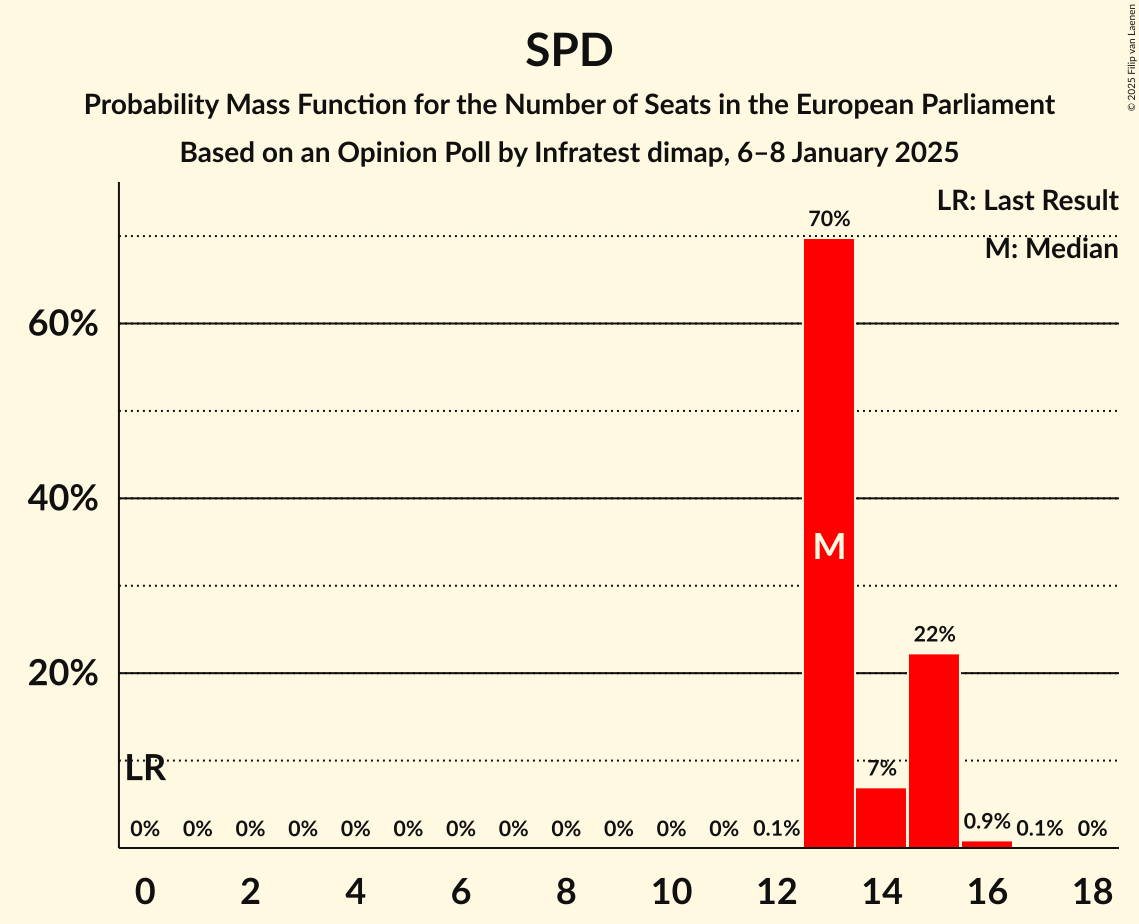 SPD
Probability Mass Function for the Number of Seats in the European Parliament
Based on an Opinion Poll by Infratest dimap, 6–8 January 2025
© 2025 Filip van Laenen
LR: Last Result
M: Median
70%
60%
40%
M
22%
20%
LR
7%
0% 0% 0% 0% 0% 0% 0% 0% 0% 0% 0% 0% 0.1% 0.9% 0.1% 0%
0 2 4 6 8 10 12 14 16 18